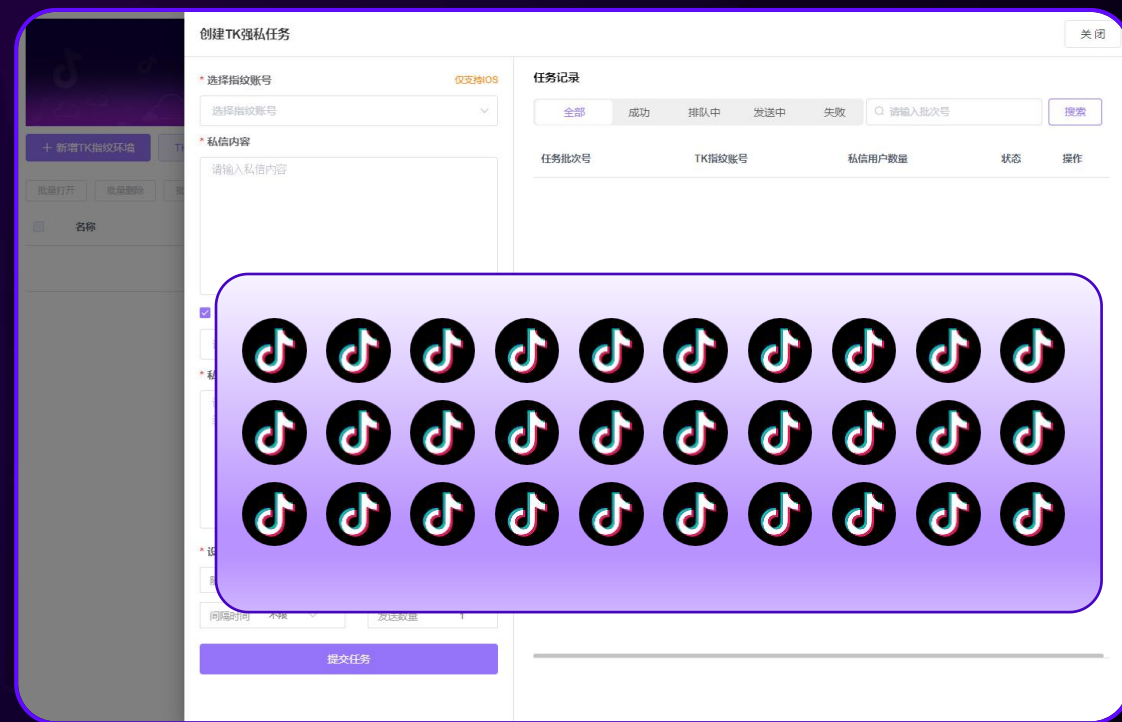 创建TK强私任务
关闭
* 选择指纹账号
仅支持IOS
选择指纹账号
* 私信内容
请输入私信内容
任务记录
全部
成功
排队中
发送中
失败
请输入批次号
搜索
任务批次号
TK指纹账号
私信用户数量
状态
操作
+ 新增TK指纹环境
批量打开
批量删除
名称
* 私
* 设
间隔时间
不限
发送数量
1
提交任务